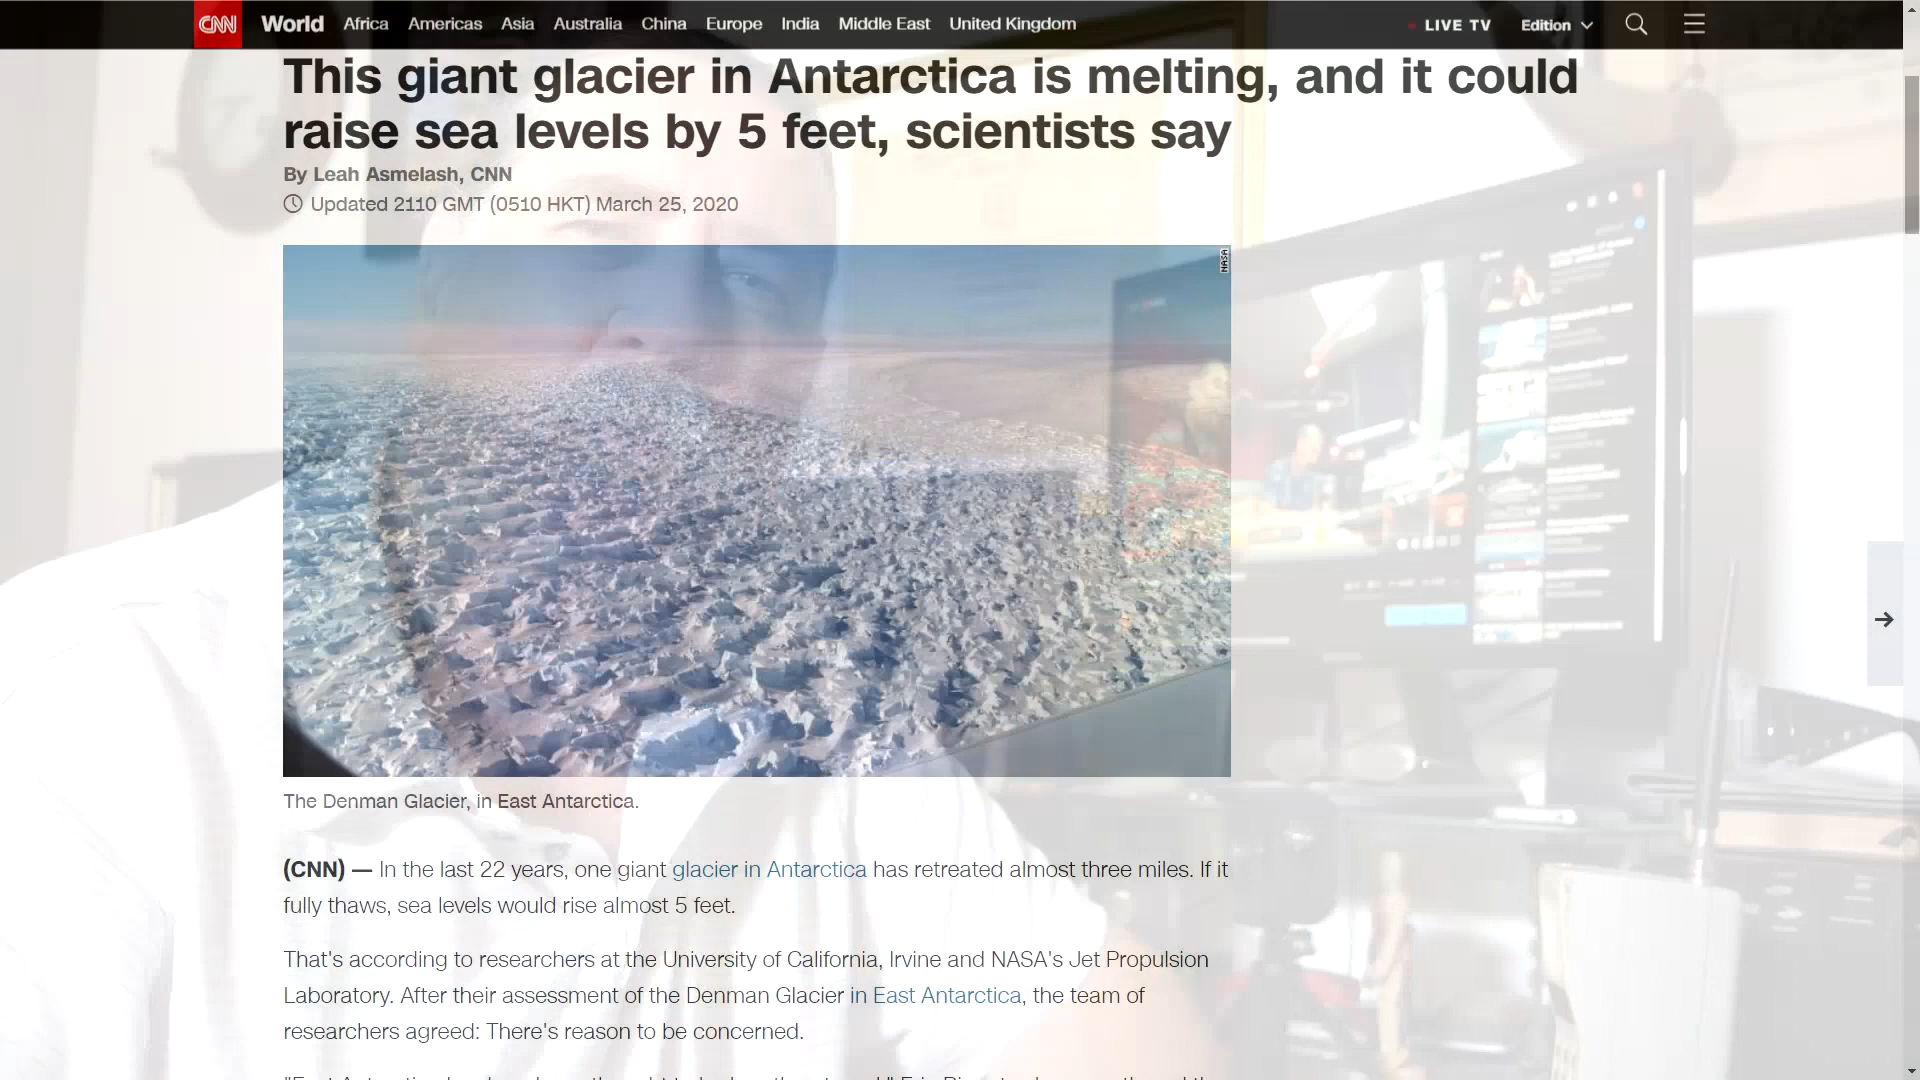 CNN World Africa Americas Asia Australia China Europe India Middle East United Kingdom LIVE TV Edition
This giant glacier in Antarctica is melting, and it could
raise sea levels by 5 feet, scientists say
By Leah Asmelash, CNN
Updated 2110 GMT (0510 HKT) March 25, 2020
NASA
The Denman Glacier, in East Antarctica.
(CNN) — In the last 22 years, one giant glacier in Antarctica has retreated almost three miles. If it
fully thaws, sea levels would rise almost 5 feet.
That's according to researchers at the University of California, Irvine and NASA's Jet Propulsion
Laboratory. After their assessment of the Denman Glacier in East Antarctica, the team of
researchers agreed: There's reason to be concerned.